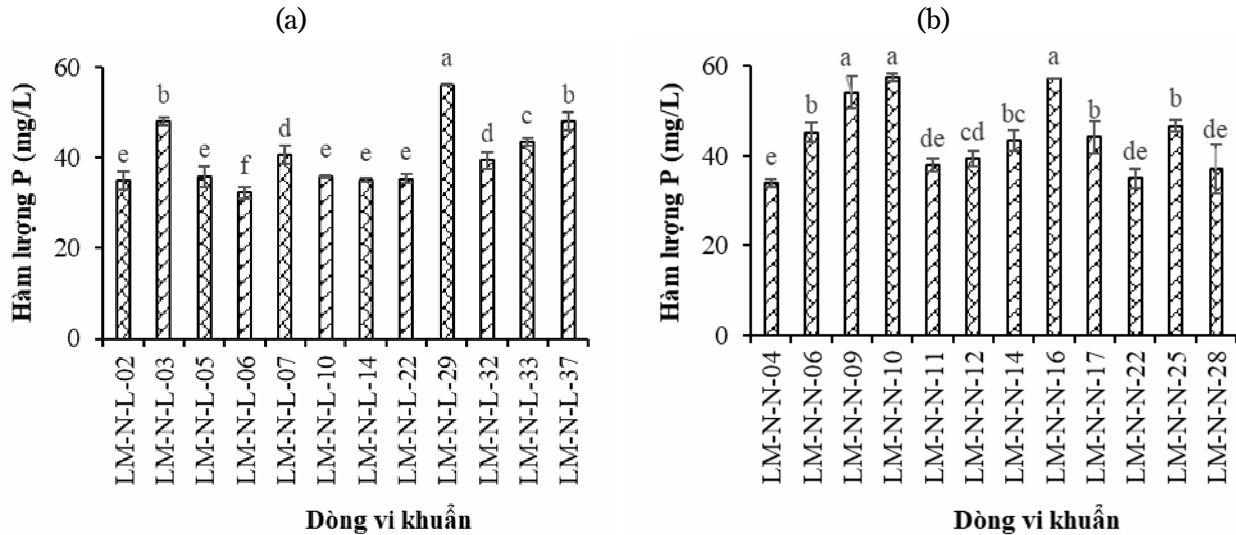 (a)
Hàm lượng P (mg/L)
60
40
20
0
e
b
e
f
d
e
e
e
a
d
c
b
LM-N-L-02
LM-N-L-03
LM-N-L-05
LM-N-L-06
LM-N-L-07
LM-N-L-10
LM-N-L-14
LM-N-L-22
LM-N-L-29
LM-N-L-32
LM-N-L-33
LM-N-L-37
Dòng vi khuẩn
(b)
Hàm lượng P (mg/L)
60
40
20
0
e
b
a
a
de
cd
bc
a
b
de
b
de
LM-N-N-04
LM-N-N-06
LM-N-N-09
LM-N-N-10
LM-N-N-11
LM-N-N-12
LM-N-N-14
LM-N-N-16
LM-N-N-17
LM-N-N-22
LM-N-N-25
LM-N-N-28
Dòng vi khuẩn